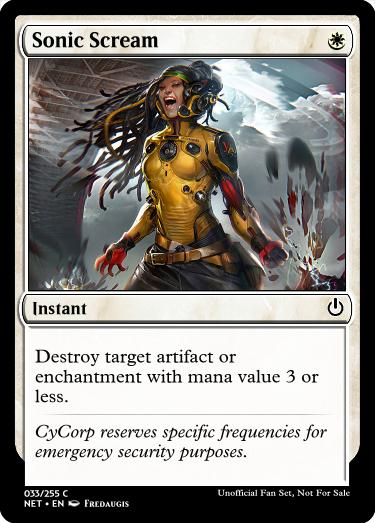 Sonic Scream
Instant
Destroy target artifact or
enchantment with mana value 3 or
less.
CyCorp reserves specific frequencies for
emergency security purposes.
033/255 C
NET • EN Fredaugis
Unofficial Fan Set, Not For Sale